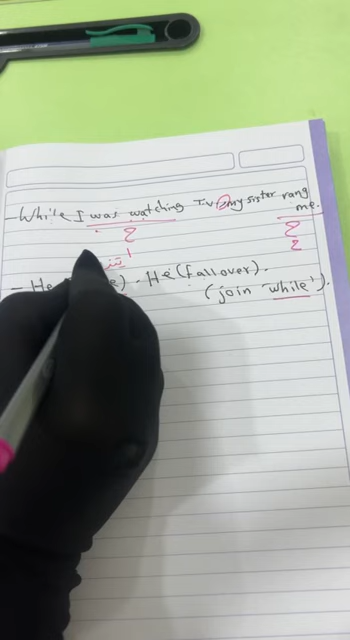 - While I was watching TV, my sister rang
me.
- He e). He (fall over).
(join "while").